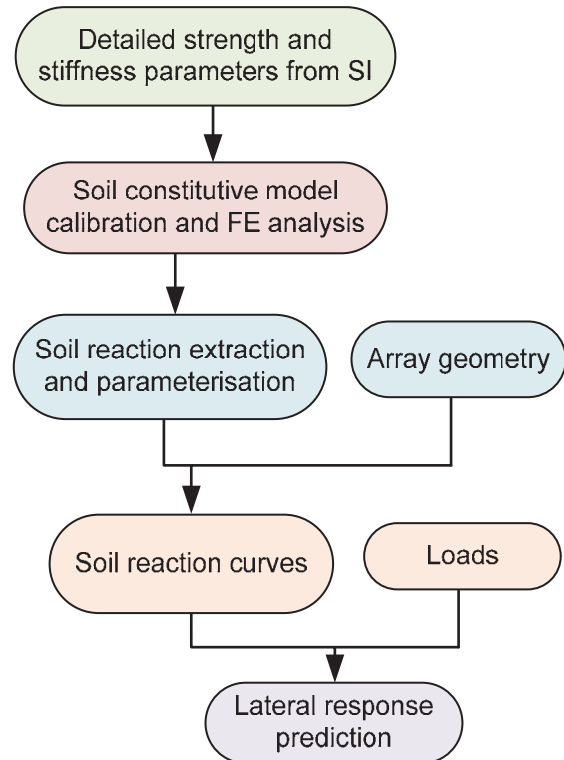 Detailed strength and
stiffness parameters from SI
Soil constitutive model
calibration and FE analysis
Soil reaction extraction
and parameterisation
Array geometry
Soil reaction curves
Loads
Lateral response
prediction